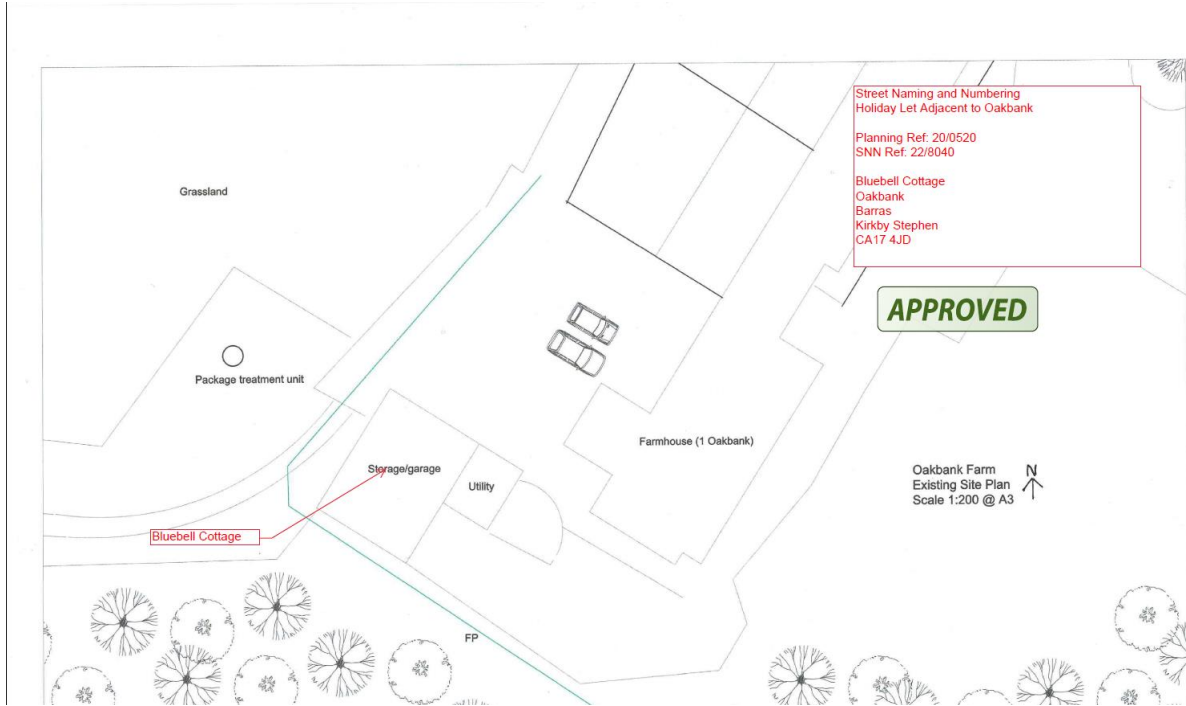 Street Naming and Numbering
Holiday Let Adjacent to Oakbank
Planning Ref: 20/0520
SNN Ref: 22/8040
Bluebell Cottage
Oakbank
Barras
Kirkby Stephen
CA17 4JD
APPROVED
Grassland
Package treatment unit
Farmhouse (1 Oakbank)
Storage/garage
Utility
Oakbank Farm
Existing Site Plan
Scale 1:200 @ A3
N
Bluebell Cottage
FP